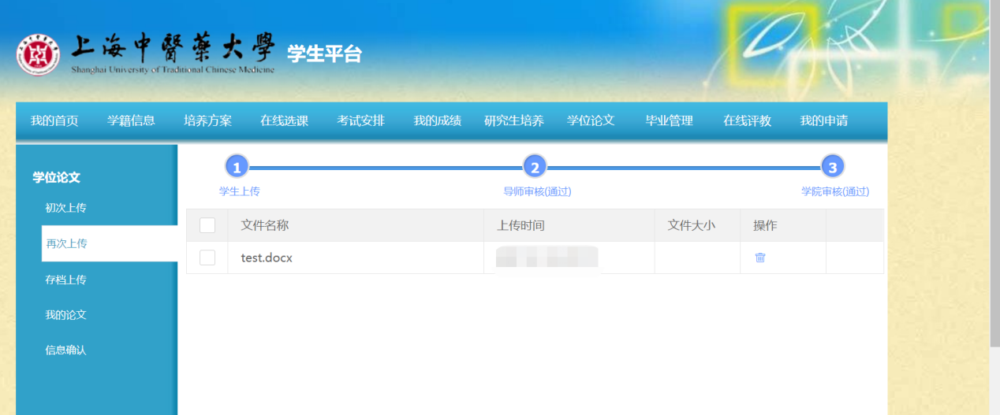 上海中醫藥大學 学生平台
Shanghai University of Traditional Chinese Medicine
我的首页 学籍信息 培养方案 在线选课 考试安排 我的成绩 研究生培养 学位论文 毕业管理 在线评教 我的申请
学位论文
初次上传
再次上传
存档上传
我的论文
信息确认
1 2 3
学生上传 导师审核(通过) 学院审核(通过)
文件名称 上传时间 文件大小 操作
test.docx